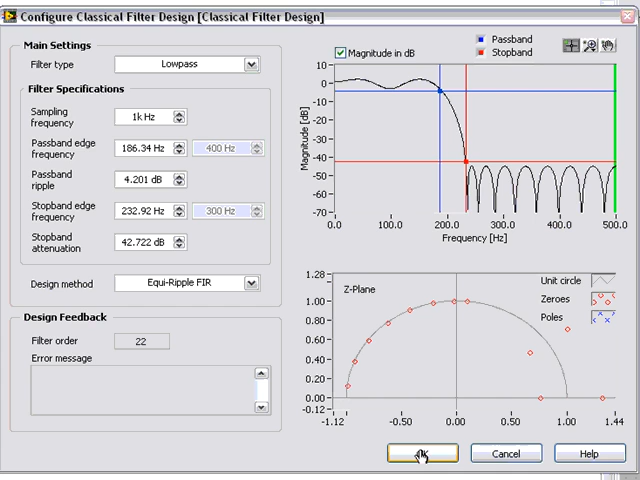 Configure Classical Filter Design [Classical Filter Design]
Main Settings
Filter type
Lowpass
Filter Specifications
Sampling
frequency
1k Hz
Passband edge
frequency
186.34 Hz
400 Hz
Passband
ripple
4.201 dB
Stopband edge
frequency
232.92 Hz
300 Hz
Stopband
attenuation
42.722 dB
Design method
Equi-Ripple FIR
Design Feedback
Filter order
22
Error message
Magnitude in dB
Passband
Stopband
Magnitude [dB]
10
0
-10
-20
-30
-40
-50
-60
-70
0.0 100.0 200.0 300.0 400.0 500.0
Frequency [Hz]
Z-Plane
Unit circle
Zeroes
Poles
1.28
1.00
0.80
0.60
0.40
0.20
0.00
-0.12
-1.12 -0.50 0.00 0.50 1.00 1.44
Cancel
Help